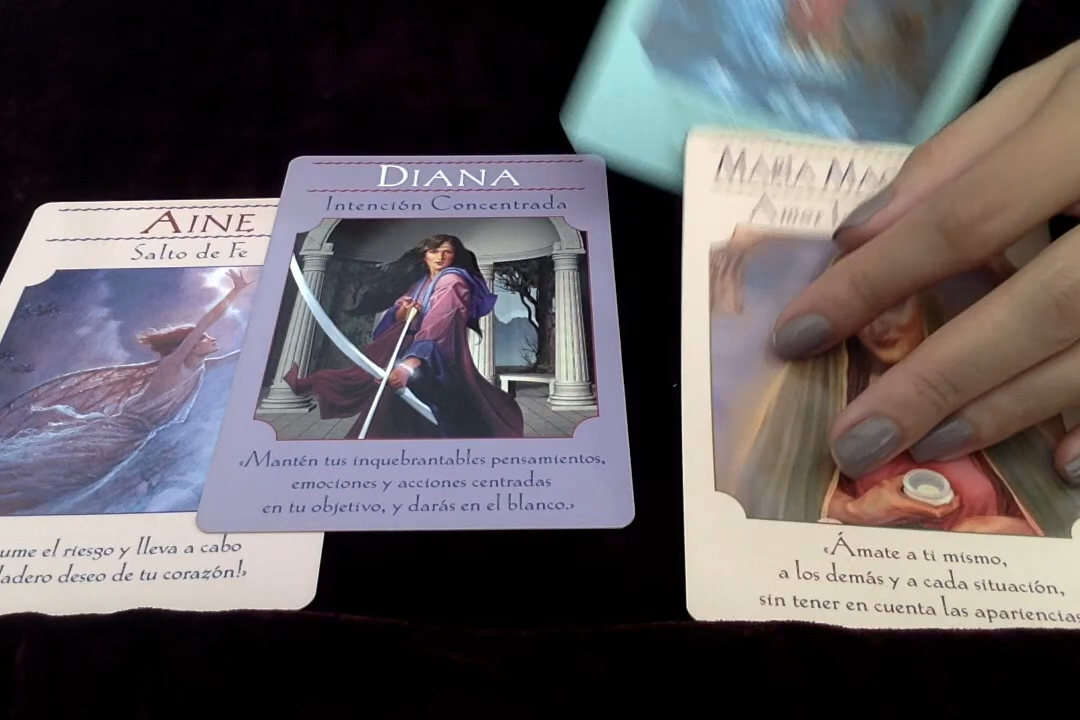 AINE
Salto de Fe
ume el riesgo y lleva a cabo
ladero deseo de tu corazón!»
DIANA
Intención Concentrada
«Mantén tus inquebrantables pensamientos,
emociones y acciones centradas
en tu objetivo, y darás en el blanco.»
MARÍA
«Ámate a ti mismo,
a los demás y a cada situación,
sin tener en cuenta las apariencias